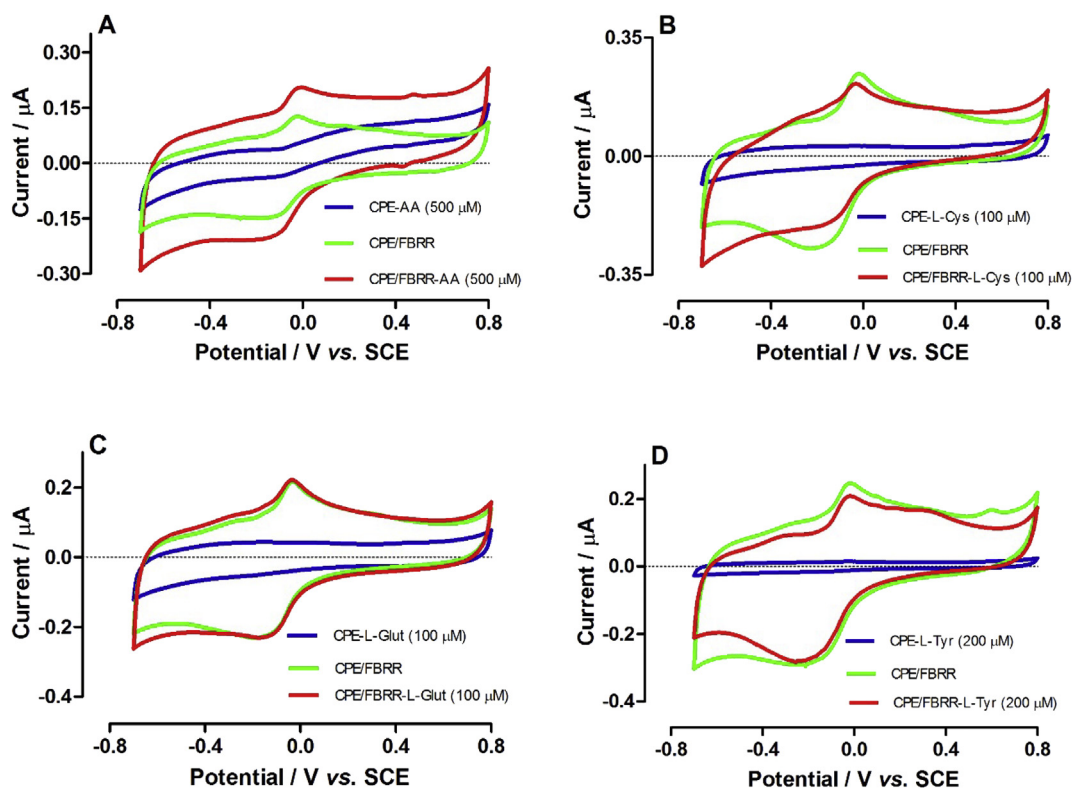 A
Current / μA
0.30
0.15
0.00
-0.15
-0.30
CPE-AA (500 μM)
CPE/FBRR
CPE/FBRR-AA (500 μM)
-0.8 -0.4 0.0 0.4 0.8
Potential / V vs. SCE
B
Current / μA
0.35
0.00
-0.35
CPE-L-Cys (100 μM)
CPE/FBRR
CPE/FBRR-L-Cys (100 μM)
-0.8 -0.4 0.0 0.4 0.8
Potential / V vs. SCE
C
Current / μA
0.2
0.0
-0.2
-0.4
CPE-L-Glut (100 μM)
CPE/FBRR
CPE/FBRR-L-Glut (100 μM)
-0.8 -0.4 0.0 0.4 0.8
Potential / V vs. SCE
D
Current / μA
0.2
0.0
-0.2
-0.4
CPE-L-Tyr (200 μM)
CPE/FBRR
CPE/FBRR-L-Tyr (200 μM)
-0.8 -0.4 0.0 0.4 0.8
Potential / V vs. SCE